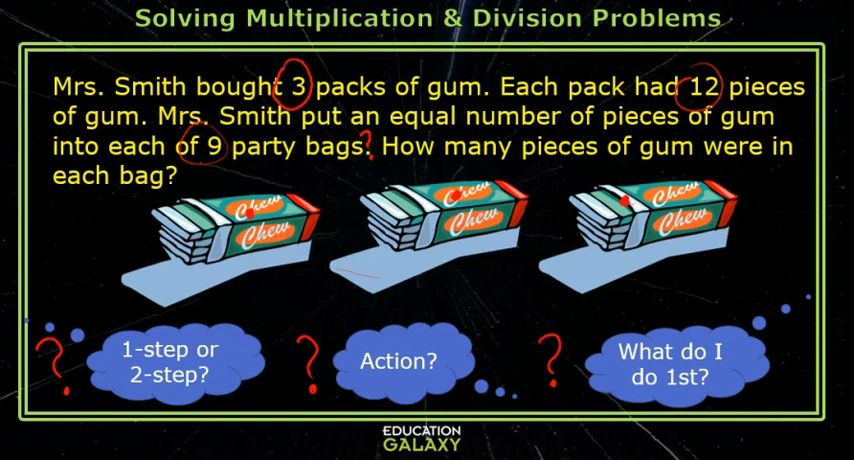 Solving Multiplication & Division Problems
Mrs. Smith bought 3 packs of gum. Each pack had 12 pieces
of gum. Mrs. Smith put an equal number of pieces of gum
into each of 9 party bags. ? How many pieces of gum were in
each bag?
Chew
Chew
Chew
Chew
Chew
Chew
?
1-step or
2-step?
?
Action?
?
What do I
do 1st?
EDUCATION
GALAXY